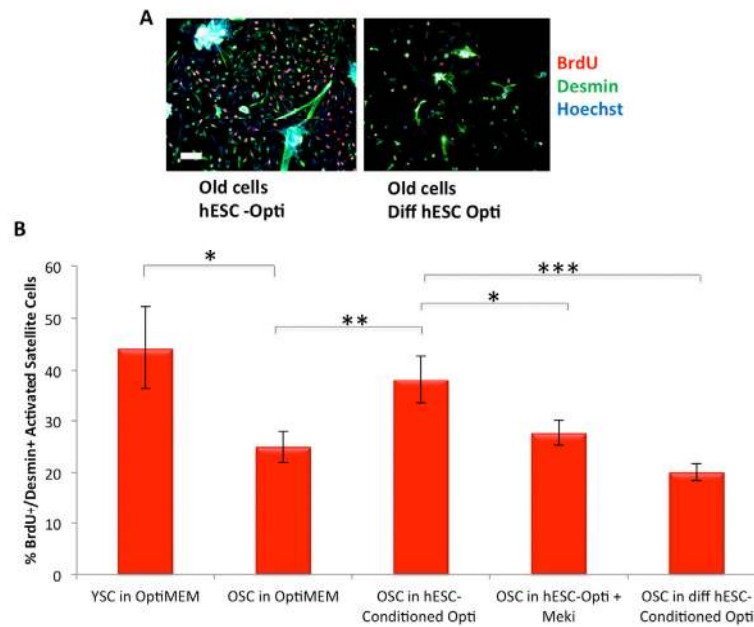 A
BrdU
Desmin
Hoechst
Old cells
hESC -Opti
Old cells
Diff hESC Opti
B
% BrdU+/Desmin+ Activated Satellite Cells
60
50
40
30
20
10
0
*
**
***
*
YSC in OptiMEM
OSC in OptiMEM
OSC in hESC-
Conditioned Opti
OSC in hESC-Opti +
Meki
OSC in diff hESC-
Conditioned Opti